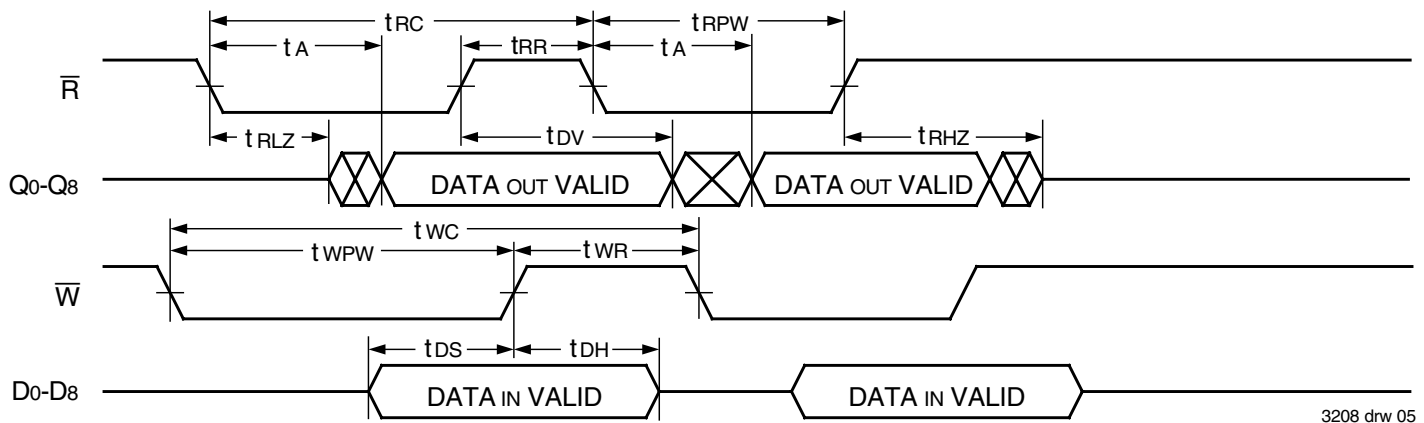 tRC
tRPW
tA
tRR
tA
R̅
tRLZ
tDV
tRHZ
Q0-Q8
DATA OUT VALID
DATA OUT VALID
tWC
tWPW
tWR
W̅
tDS
tDH
D0-D8
DATA IN VALID
DATA IN VALID
3208 drw 05